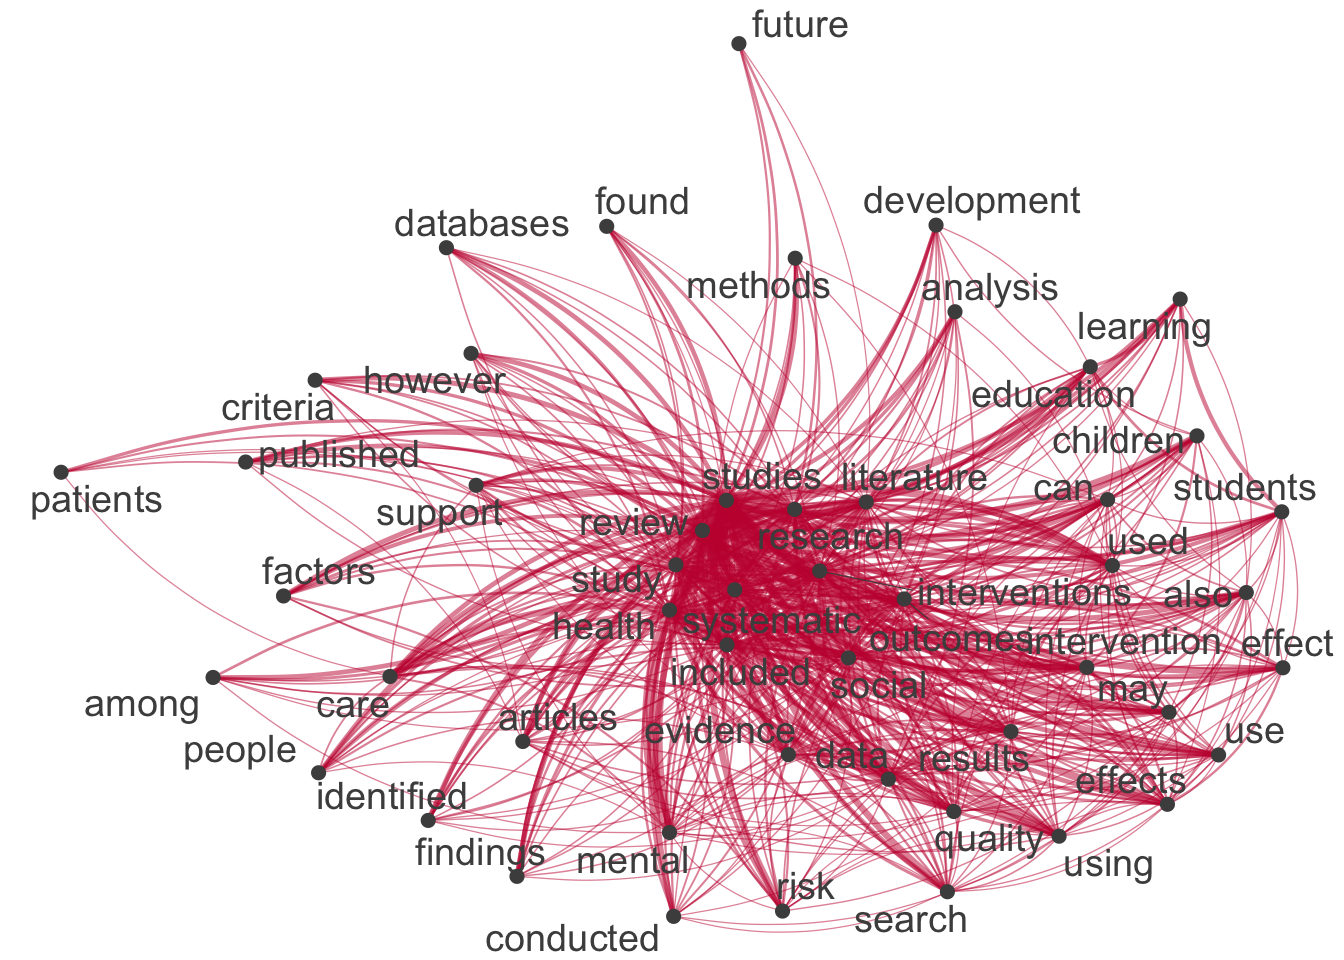 future
found
development
databases
methods
analysis
learning
however
education
criteria
published
children
patients
support
studies
literature
can
students
review
research
used
factors
study
interventions
also
health
systematic
outcomes
intervention
effect
included
social
may
among
care
articles
evidence
use
people
data
results
effects
identified
findings
mental
quality
using
risk
search
conducted